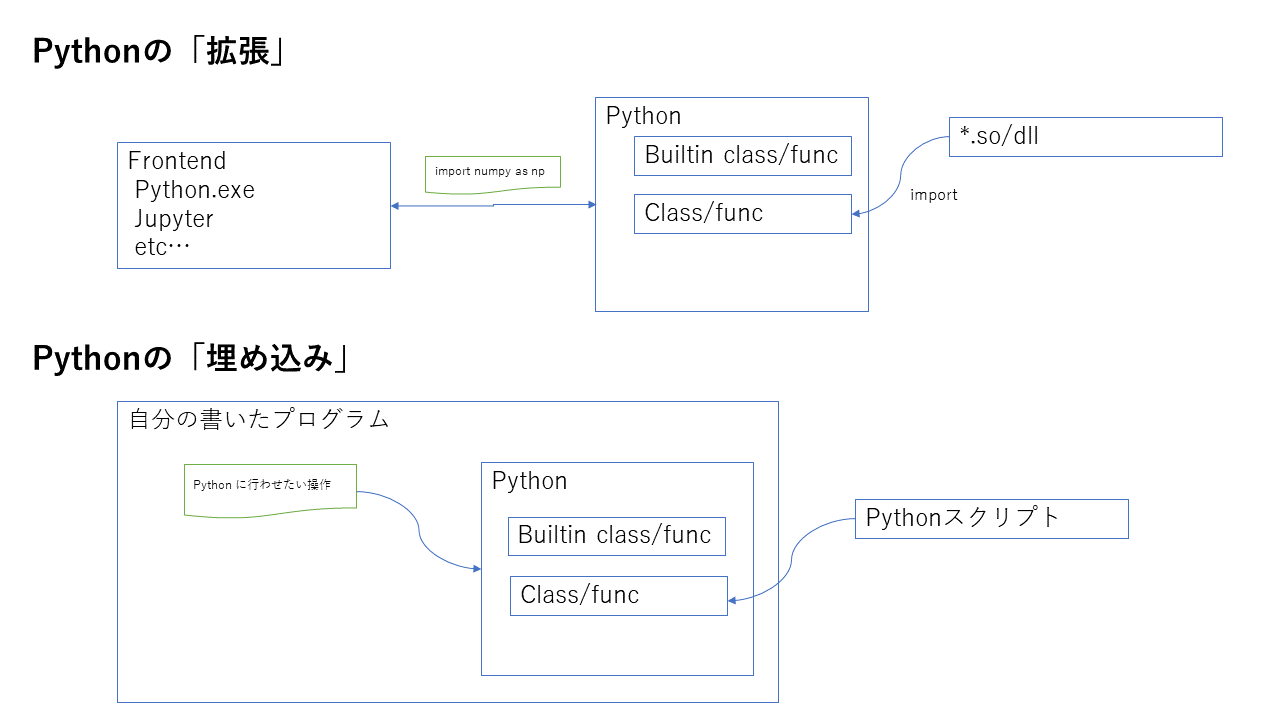 Pythonの「拡張」
Frontend
Python.exe
Jupyter
etc…
import numpy as np
Python
Builtin class/func
Class/func
*.so/dll
import
Pythonの「埋め込み」
自分の書いたプログラム
Python に行わせたい操作
Python
Builtin class/func
Class/func
Pythonスクリプト